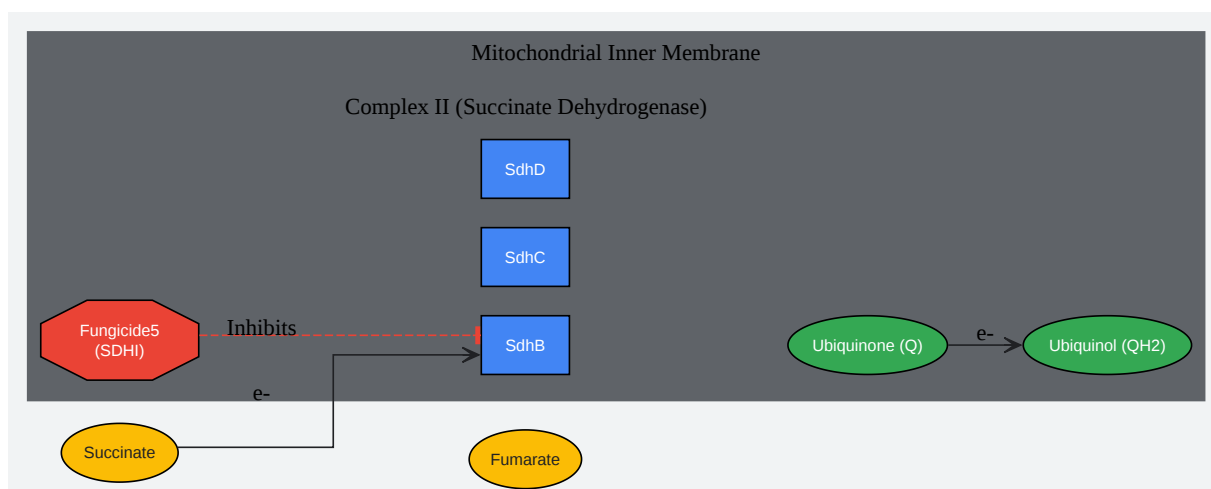 Mitochondrial Inner Membrane
Complex II (Succinate Dehydrogenase)
SdhD
SdhC
Fungicide5
(SDHI)
Inhibits
SdhB
Ubiquinone (Q)
e-
Ubiquinol (QH2)
e-
Succinate
Fumarate